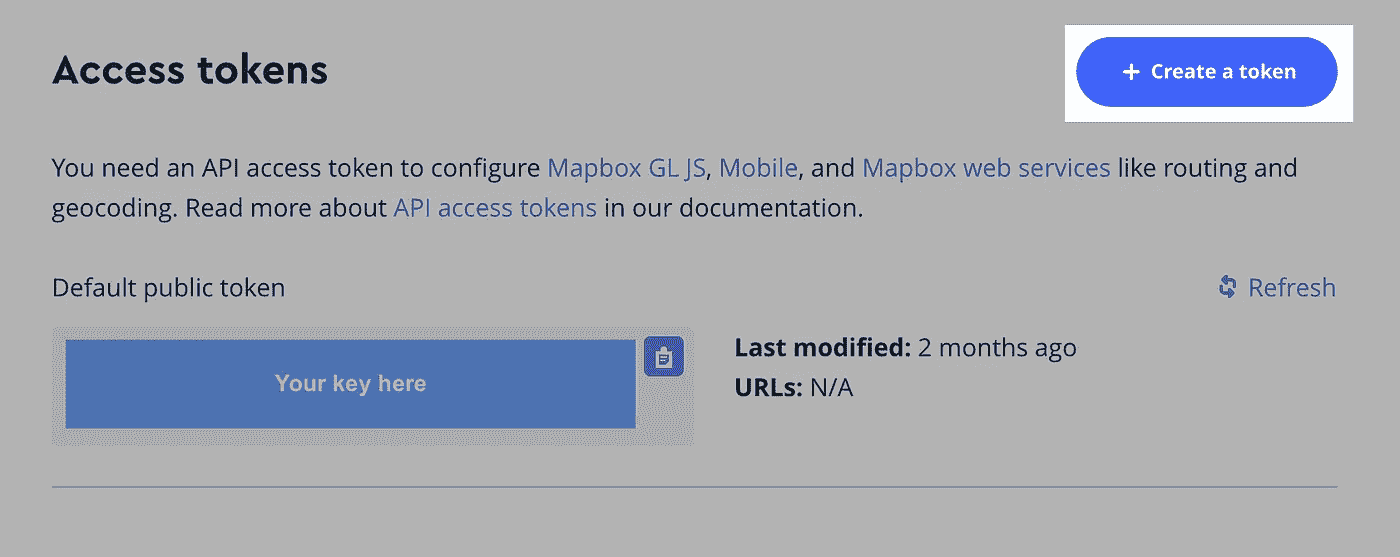 Access tokens
+ Create a token
You need an API access token to configure Mapbox GL JS, Mobile, and Mapbox web services like routing and
geocoding. Read more about API access tokens in our documentation.
Default public token
Refresh
Your key here
Last modified: 2 months ago
URLs: N/A